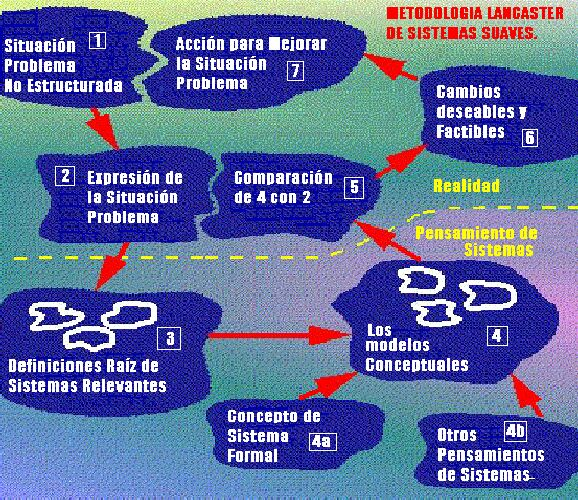 METODOLOGIA LANCASTER
DE SISTEMAS SUAVES.
1
Situación
Problema
No Estructurada
Acción para Mejorar
la Situación
Problema
7
Cambios
deseables y
Factibles
6
2
Expresión de
la Situación
Problema
Comparación
de 4 con 2
5
Realidad
Pensamiento de
Sistemas
3
Definiciones Raíz de
Sistemas Relevantes
Los
modelos
Conceptuales
4
Concepto de
Sistema
Formal
4a
Otros
Pensamientos
de Sistemas
4b